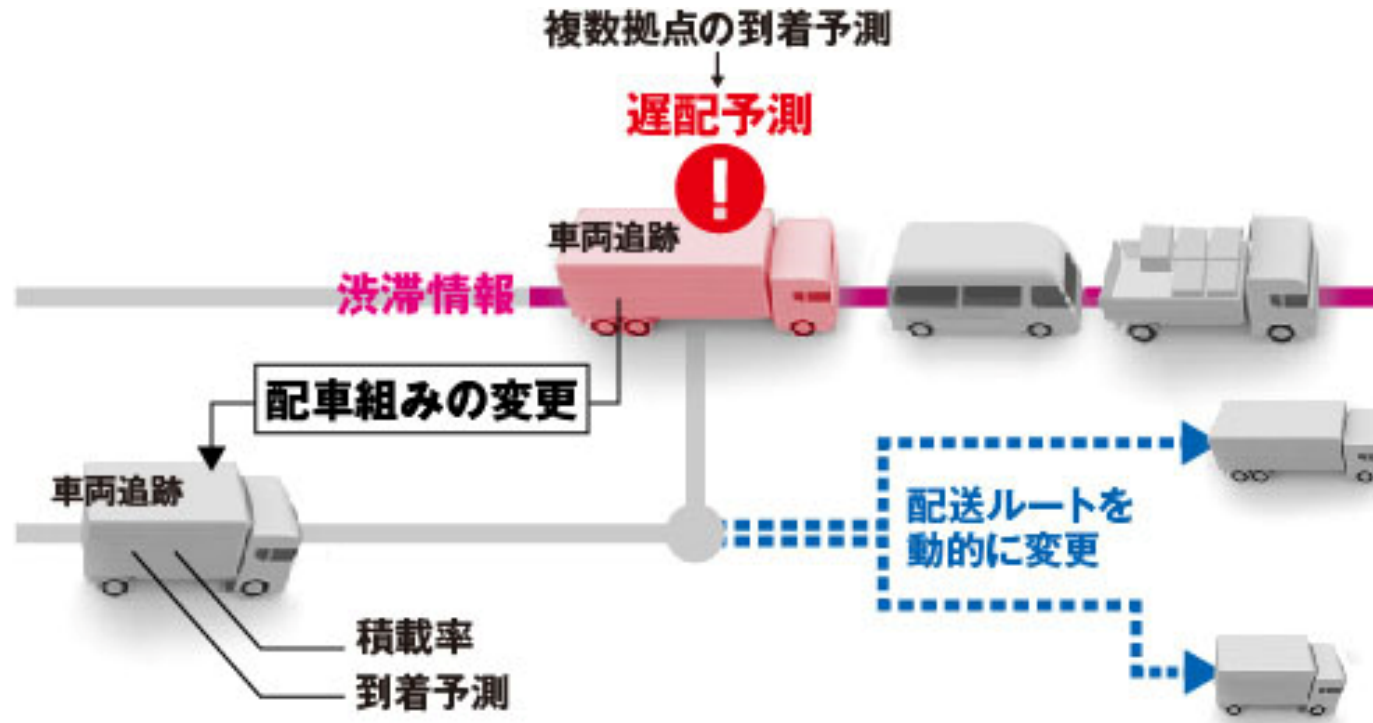 複数拠点の到着予測
遅配予測
!
車両追跡
渋滞情報
配車組みの変更
車両追跡
配送ルートを
動的に変更
積載率
到着予測